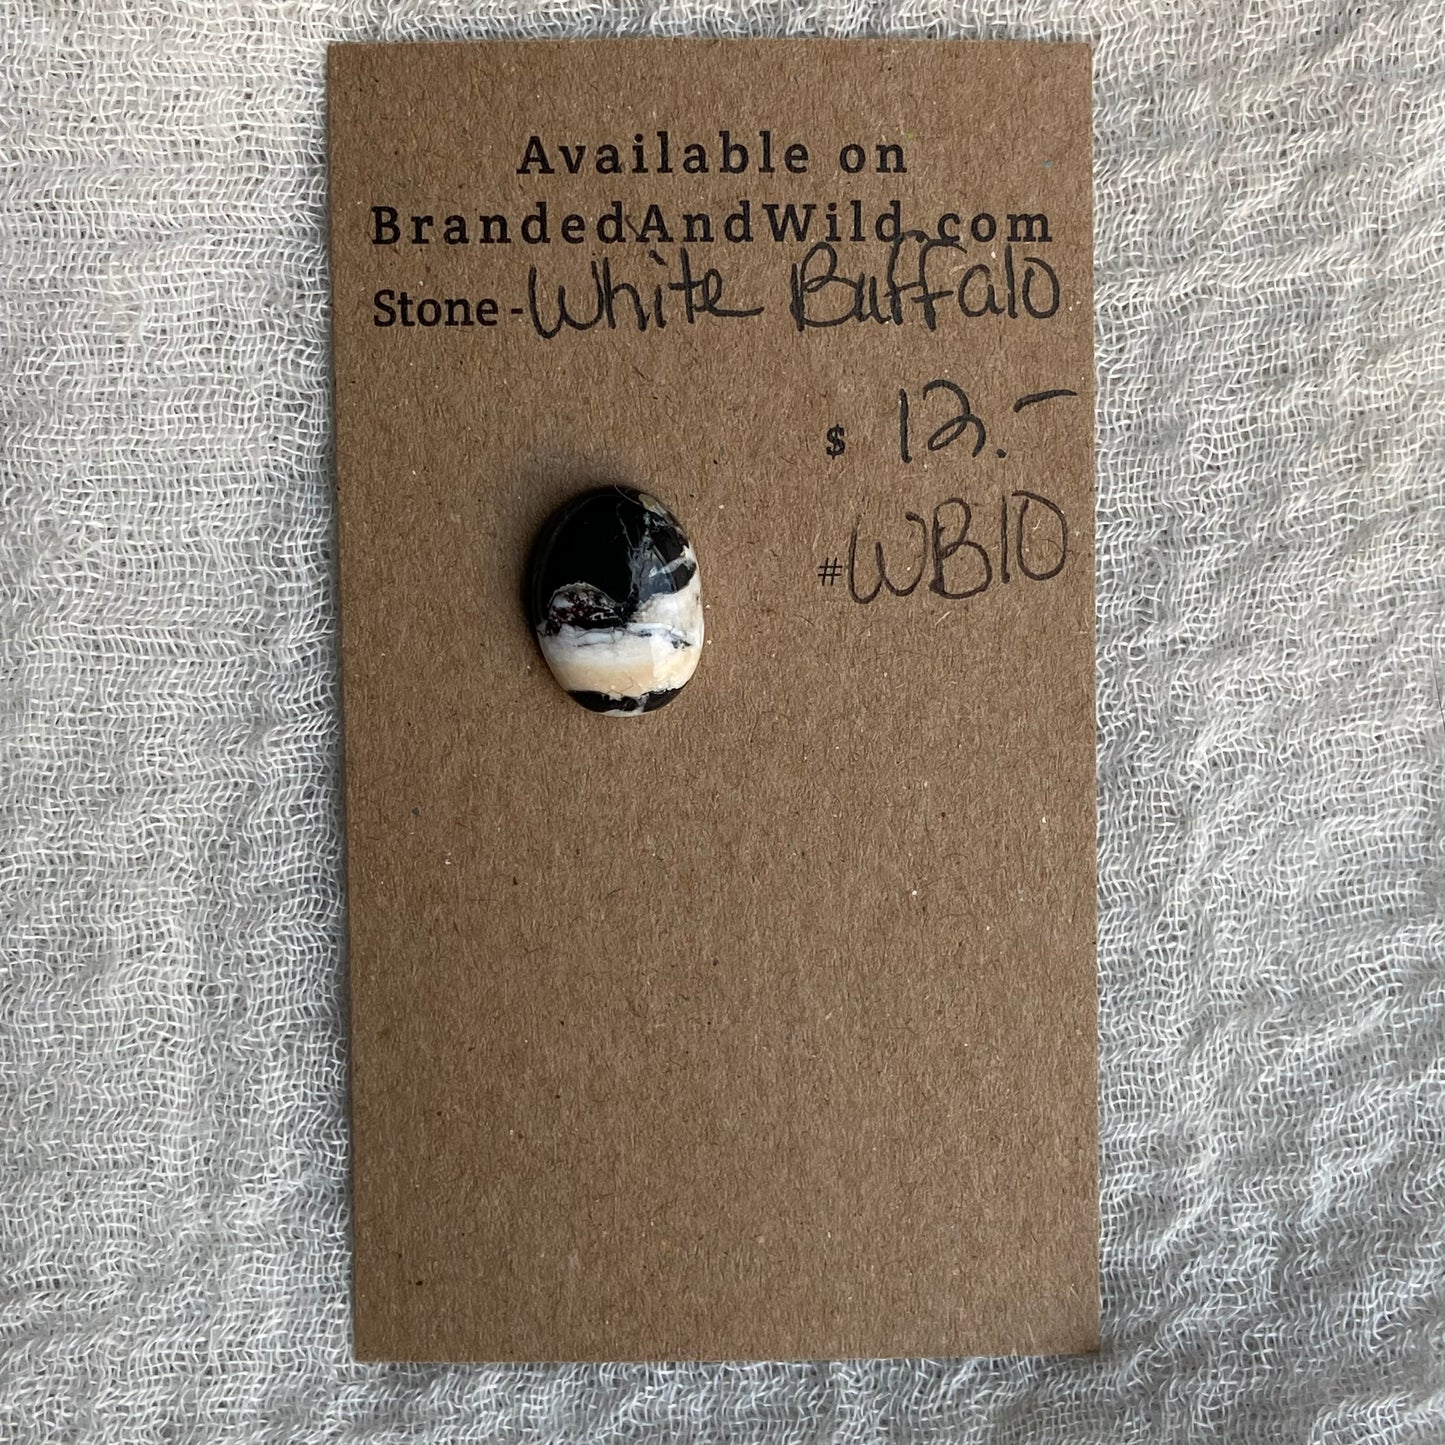 Available on
BrandedAndWild.com
Stone - White Buffalo
$ 12.-
# WB10